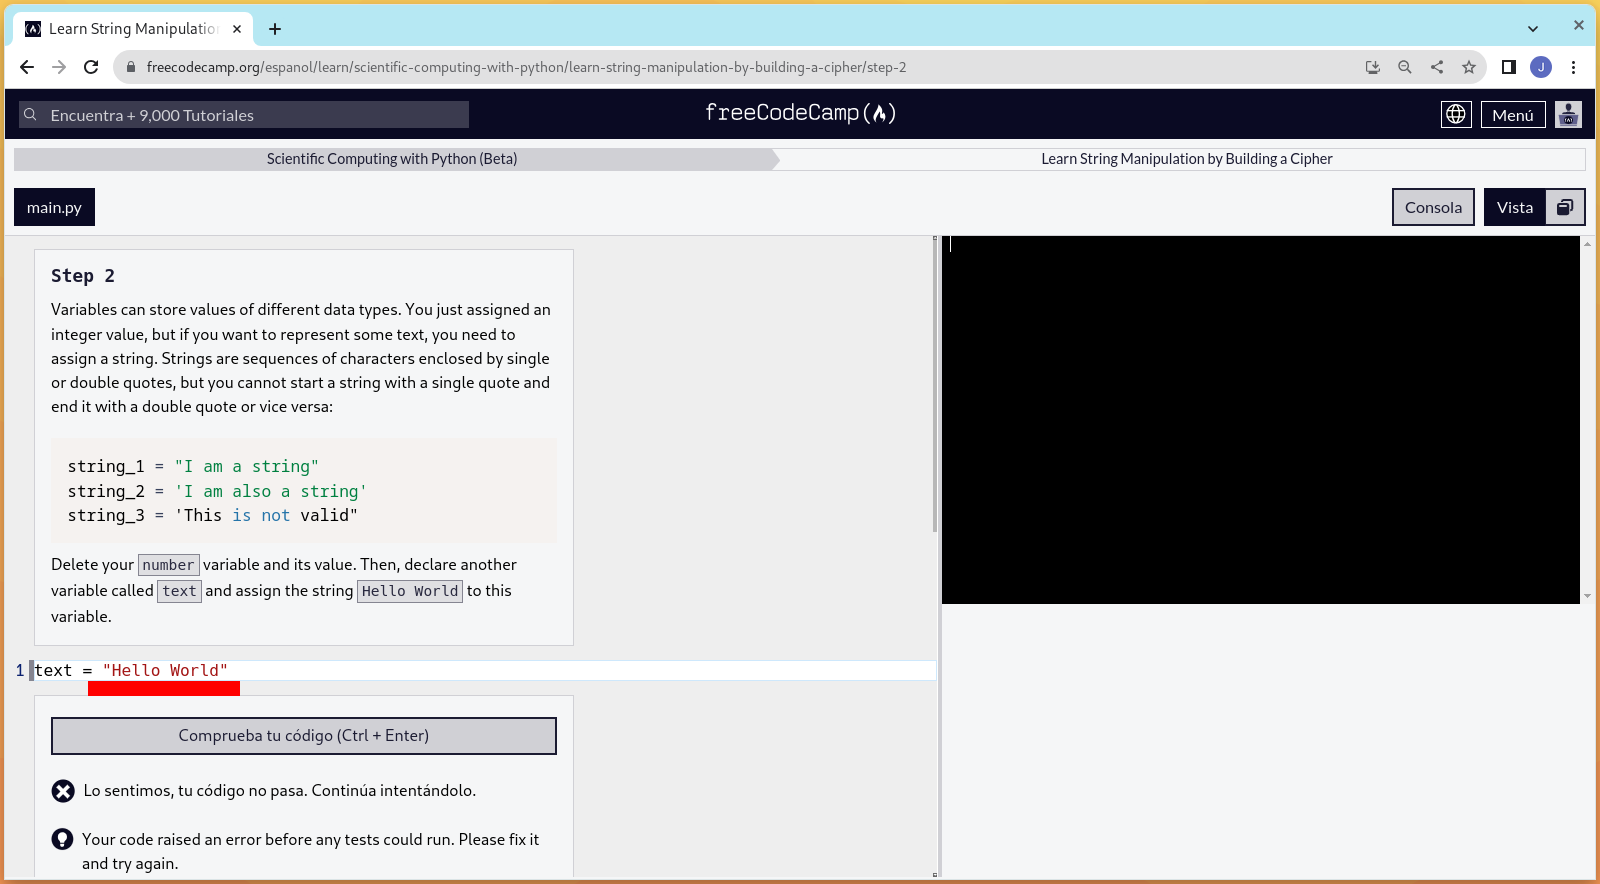 Learn String Manipulatio
freecodecamp.org/espanol/learn/scientific-computing-with-python/learn-string-manipulation-by-building-a-cipher/step-2
J
Encuentra + 9,000 Tutoriales
freeCodeCamp
Menú
Scientific Computing with Python (Beta)
Learn String Manipulation by Building a Cipher
main.py
Consola
Vista
Step 2
Variables can store values of different data types. You just assigned an
integer value, but if you want to represent some text, you need to
assign a string. Strings are sequences of characters enclosed by single
or double quotes, but you cannot start a string with a single quote and
end it with a double quote or vice versa:
string_1 = "I am a string"
string_2 = 'I am also a string'
string_3 = 'This is not valid"
Delete your number variable and its value. Then, declare another
variable called text and assign the string Hello World to this
variable.
1 text = "Hello World"
Comprueba tu código (Ctrl + Enter)
Lo sentimos, tu código no pasa. Continúa intentándolo.
Your code raised an error before any tests could run. Please fix it
and try again.